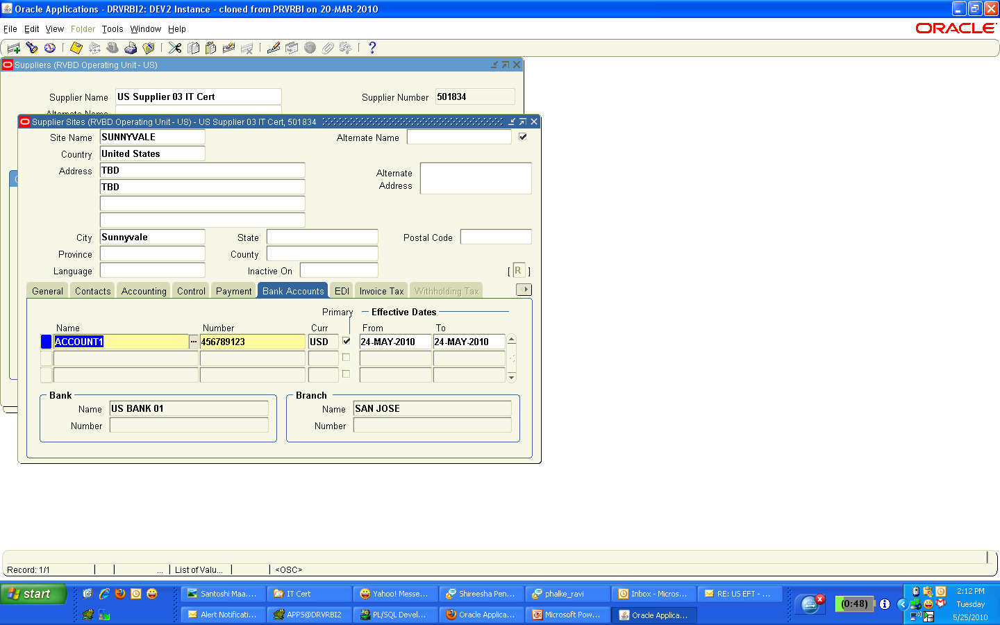 Oracle Applications - DRVRBI2: DEV2 Instance - cloned from PRVRBI on 20-MAR-2010
File Edit View Folder Tools Window Help
ORACLE
Suppliers (RVBD Operating Unit - US)
Supplier Name US Supplier 03 IT Cert Supplier Number 501834
Alternate Name
Supplier Sites (RVBD Operating Unit - US) - US Supplier 03 IT Cert, 501834
Site Name SUNNYVALE Alternate Name
Country United States
Address TBD Alternate Address
TBD
City Sunnyvale State Postal Code
Province County
Language Inactive On [ R ]
General Contacts Accounting Control Payment Bank Accounts EDI Invoice Tax Withholding Tax
Primary Effective Dates
Name Number Curr From To
ACCOUNT1 ... 456789123 USD 24-MAY-2010 24-MAY-2010
Bank Branch
Name US BANK 01 Name SAN JOSE
Number Number
Record: 1/1 ... List of Valu... <OSC>
start Santoshi Maa.... IT Cert Yahoo! Messe... Shireesha Pen... phalke_ravi Inbox - Micros... RE: US EFT - ... 2:12 PM
(0:48) Tuesday
Alert Notificati... APPS@DRVRBI2 PL/SQL Devel... Oracle Applica... Microsoft Pow... Oracle Applica... 5/25/2010